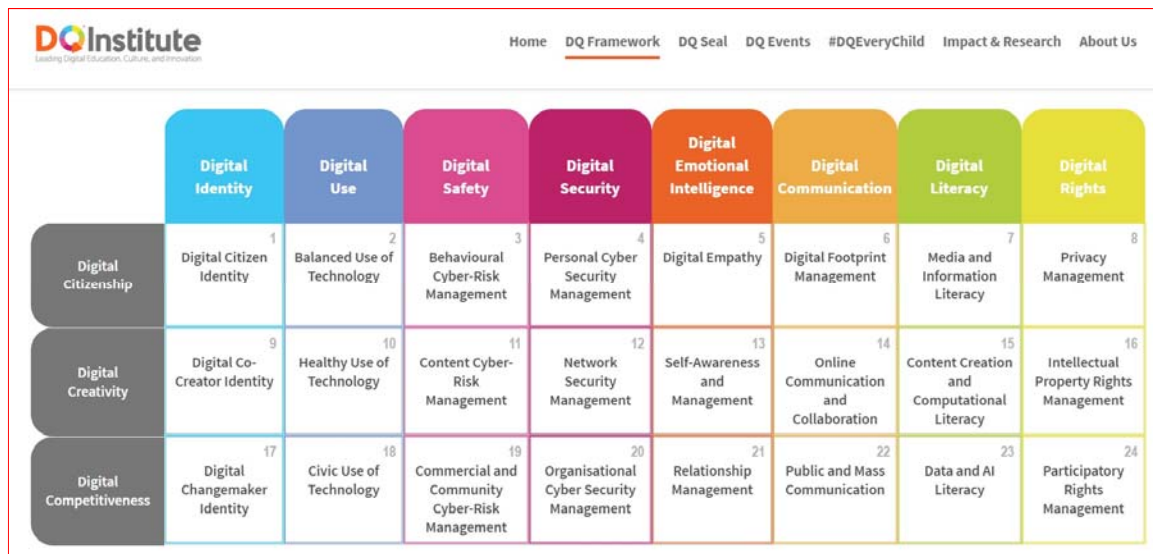 DQInstitute
Leading Digital Education, Culture, and Innovation
Home DQ Framework DQ Seal DQ Events #DQEveryChild Impact & Research About Us
Digital
Identity
Digital
Use
Digital
Safety
Digital
Security
Digital
Emotional
Intelligence
Digital
Communication
Digital
Literacy
Digital
Rights
Digital
Citizenship
1
Digital Citizen
Identity
2
Balanced Use of
Technology
3
Behavioural
Cyber-Risk
Management
4
Personal Cyber
Security
Management
5
Digital Empathy
6
Digital Footprint
Management
7
Media and
Information
Literacy
8
Privacy
Management
Digital
Creativity
9
Digital Co-
Creator Identity
10
Healthy Use of
Technology
11
Content Cyber-
Risk
Management
12
Network
Security
Management
13
Self-Awareness
and
Management
14
Online
Communication
and
Collaboration
15
Content Creation
and
Computational
Literacy
16
Intellectual
Property Rights
Management
Digital
Competitiveness
17
Digital
Changemaker
Identity
18
Civic Use of
Technology
19
Commercial and
Community
Cyber-Risk
Management
20
Organisational
Cyber Security
Management
21
Relationship
Management
22
Public and Mass
Communication
23
Data and AI
Literacy
24
Participatory
Rights
Management